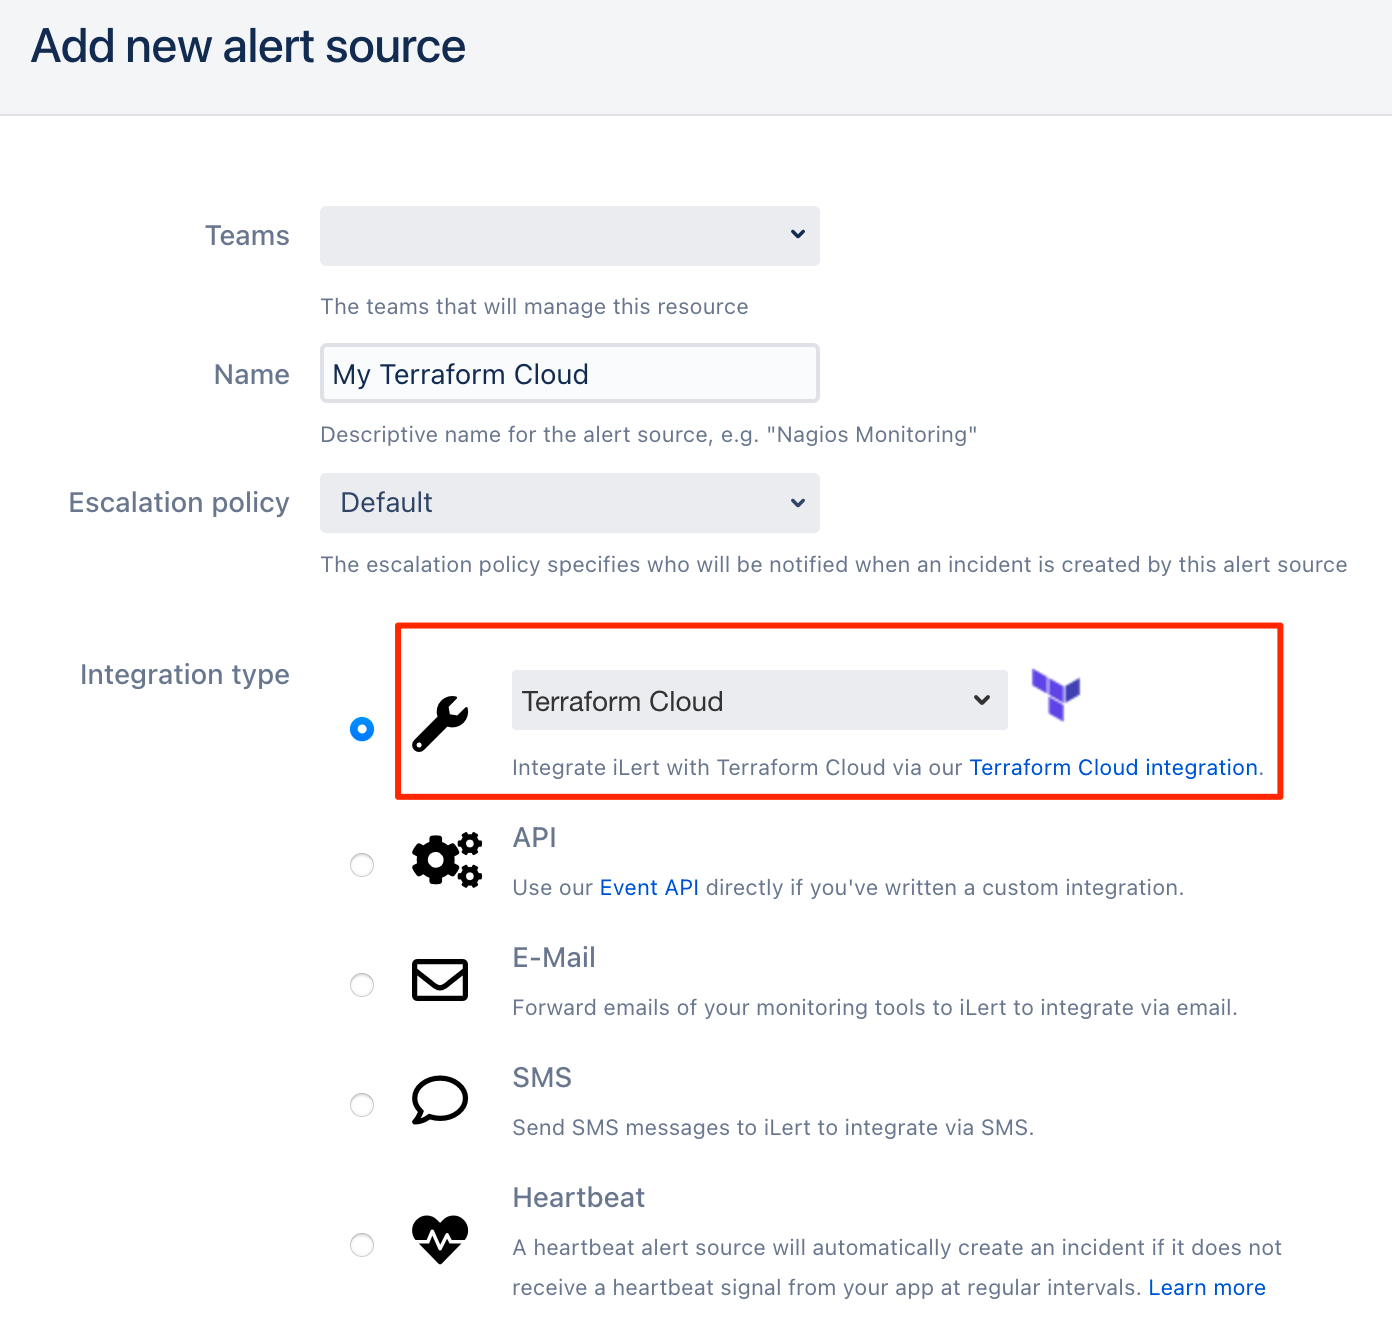 Add new alert source
Teams
The teams that will manage this resource
Name
My Terraform Cloud
Descriptive name for the alert source, e.g. "Nagios Monitoring"
Escalation policy
Default
The escalation policy specifies who will be notified when an incident is created by this alert source
Integration type
Terraform Cloud
Integrate iLert with Terraform Cloud via our Terraform Cloud integration.
API
Use our Event API directly if you've written a custom integration.
E-Mail
Forward emails of your monitoring tools to iLert to integrate via email.
SMS
Send SMS messages to iLert to integrate via SMS.
Heartbeat
A heartbeat alert source will automatically create an incident if it does not
receive a heartbeat signal from your app at regular intervals. Learn more